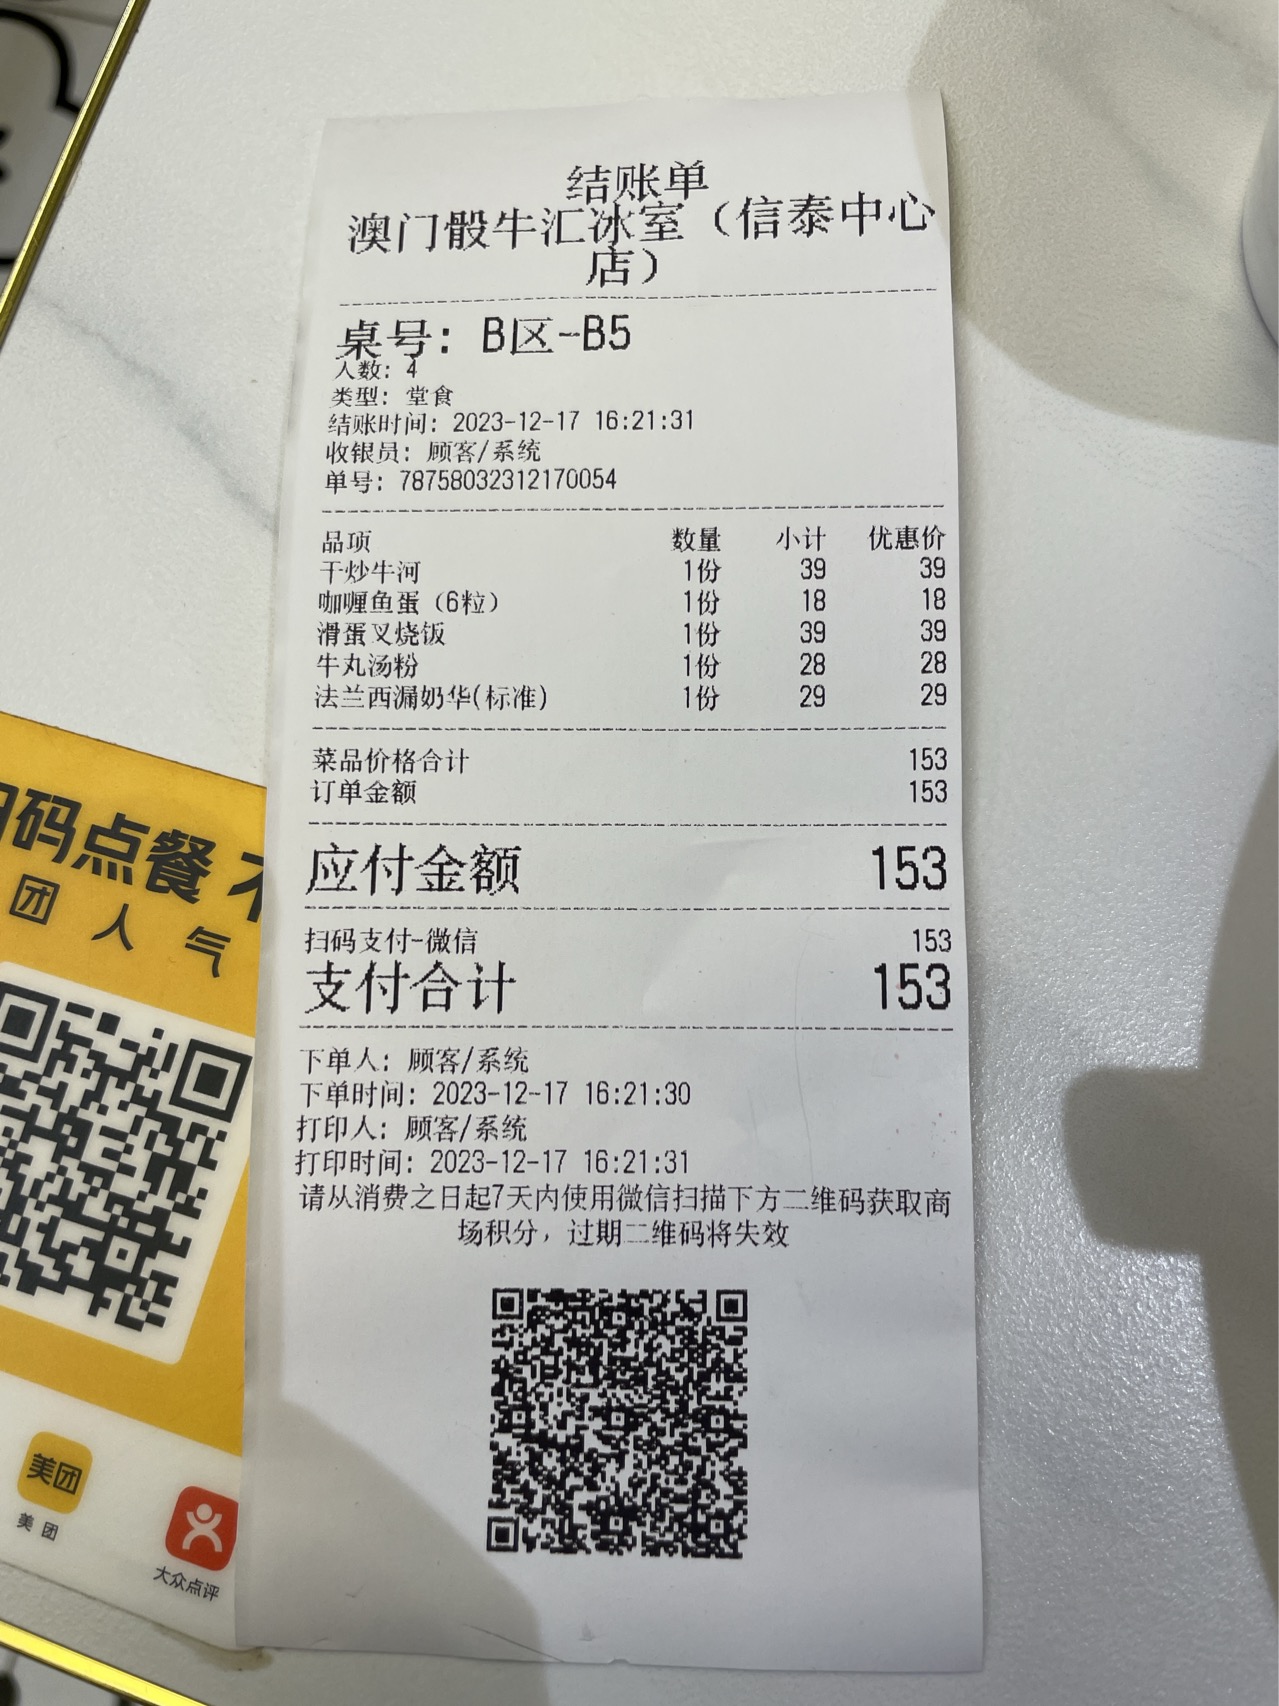 结账单
澳门骰牛汇冰室（信泰中心
店）
桌号: B区-B5
人数: 4
类型: 堂食
结账时间: 2023-12-17 16:21:31
收银员: 顾客/系统
单号: 78758032312170054
品项 数量 小计 优惠价
干炒牛河 1份 39 39
咖喱鱼蛋（6粒） 1份 18 18
滑蛋叉烧饭 1份 39 39
牛丸汤粉 1份 28 28
法兰西漏奶华(标准) 1份 29 29
菜品价格合计 153
订单金额 153
应付金额 153
扫码支付-微信 153
支付合计 153
下单人: 顾客/系统
下单时间: 2023-12-17 16:21:30
打印人: 顾客/系统
打印时间: 2023-12-17 16:21:31
请从消费之日起7天内使用微信扫描下方二维码获取商
场积分，过期二维码将失效
码点餐
团人气
美团
美团
大众点评